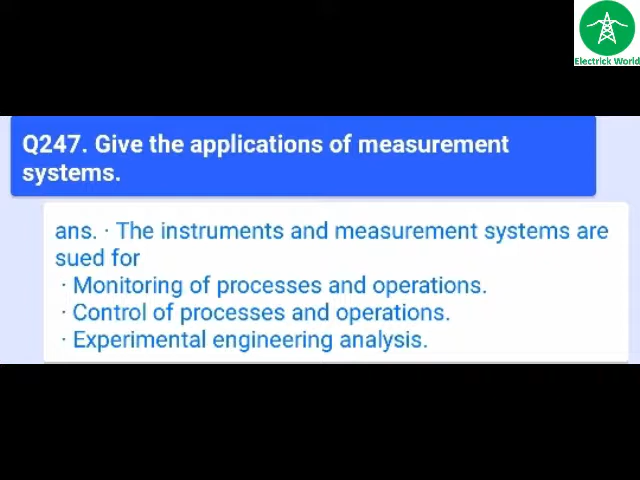 Electrick World
Q247. Give the applications of measurement
systems.
ans. · The instruments and measurement systems are
sued for
· Monitoring of processes and operations.
· Control of processes and operations.
· Experimental engineering analysis.